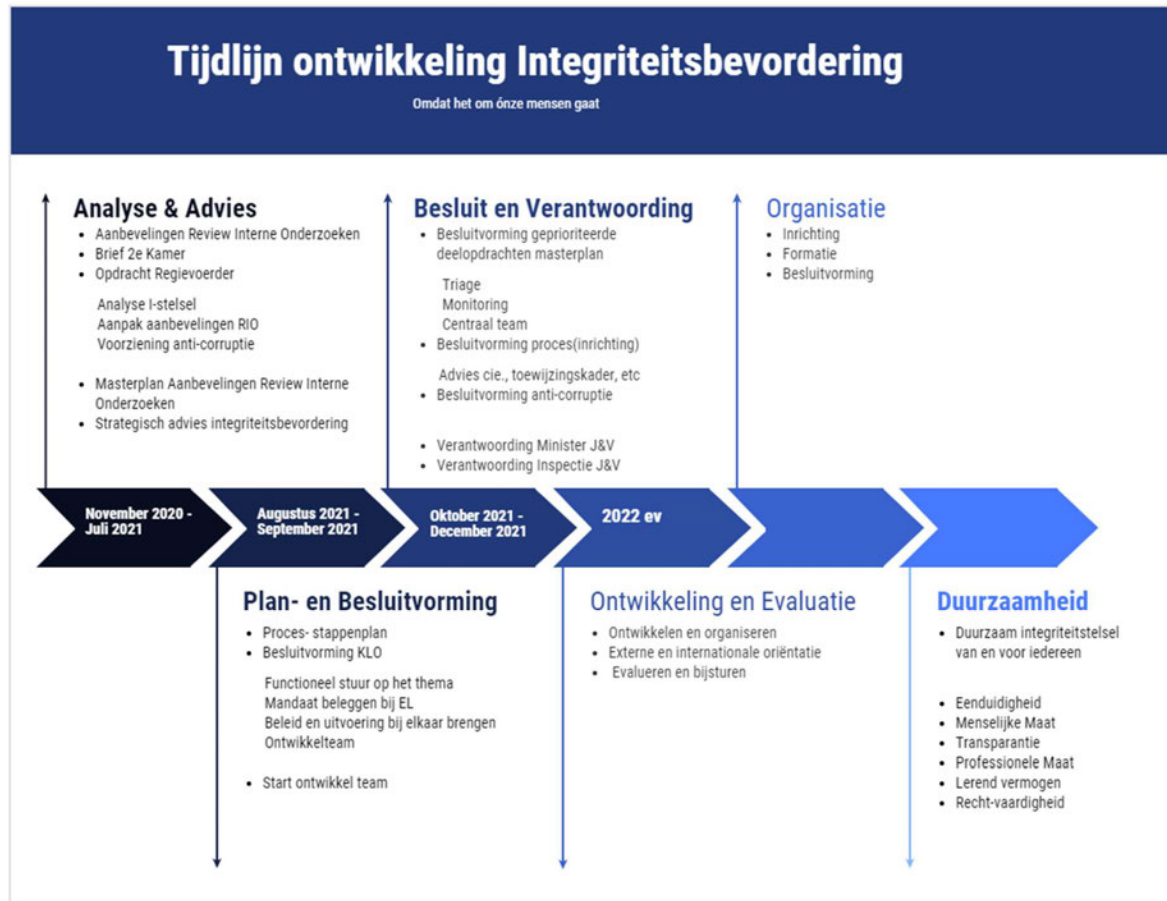 Tijdlijn ontwikkeling Integriteitsbevordering
Omdat het om ónze mensen gaat
Analyse & Advies
• Aanbevelingen Review Interne Onderzoeken
• Brief 2e Kamer
• Opdracht Regievoerder
Analyse I-stelsel
Aanpak aanbevelingen RIO
Voorziening anti-corruptie
• Masterplan Aanbevelingen Review Interne
Onderzoeken
• Strategisch advies integriteitsbevordering
Besluit en Verantwoording
• Besluitvorming geprioriteerde
deelopdrachten masterplan
Triage
Monitoring
Centraal team
• Besluitvorming proces(inrichting)
Advies cie., toewijzingskader, etc
• Besluitvorming anti-corruptie
• Verantwoording Minister J&V
• Verantwoording Inspectie J&V
Organisatie
• Inrichting
• Formatie
• Besluitvorming
November 2020 -
Juli 2021
Augustus 2021 -
September 2021
Oktober 2021 -
December 2021
2022 ev
Plan- en Besluitvorming
• Proces- stappenplan
• Besluitvorming KLO
Functioneel stuur op het thema
Mandaat beleggen bij EL
Beleid en uitvoering bij elkaar brengen
Ontwikkelteam
• Start ontwikkel team
Ontwikkeling en Evaluatie
• Ontwikkelen en organiseren
• Externe en internationale oriëntatie
• Evalueren en bijsturen
Duurzaamheid
• Duurzaam integriteitstelsel
van en voor iedereen
• Eenduidigheid
• Menselijke Maat
• Transparantie
• Professionele Maat
• Lerend vermogen
• Recht-vaardigheid